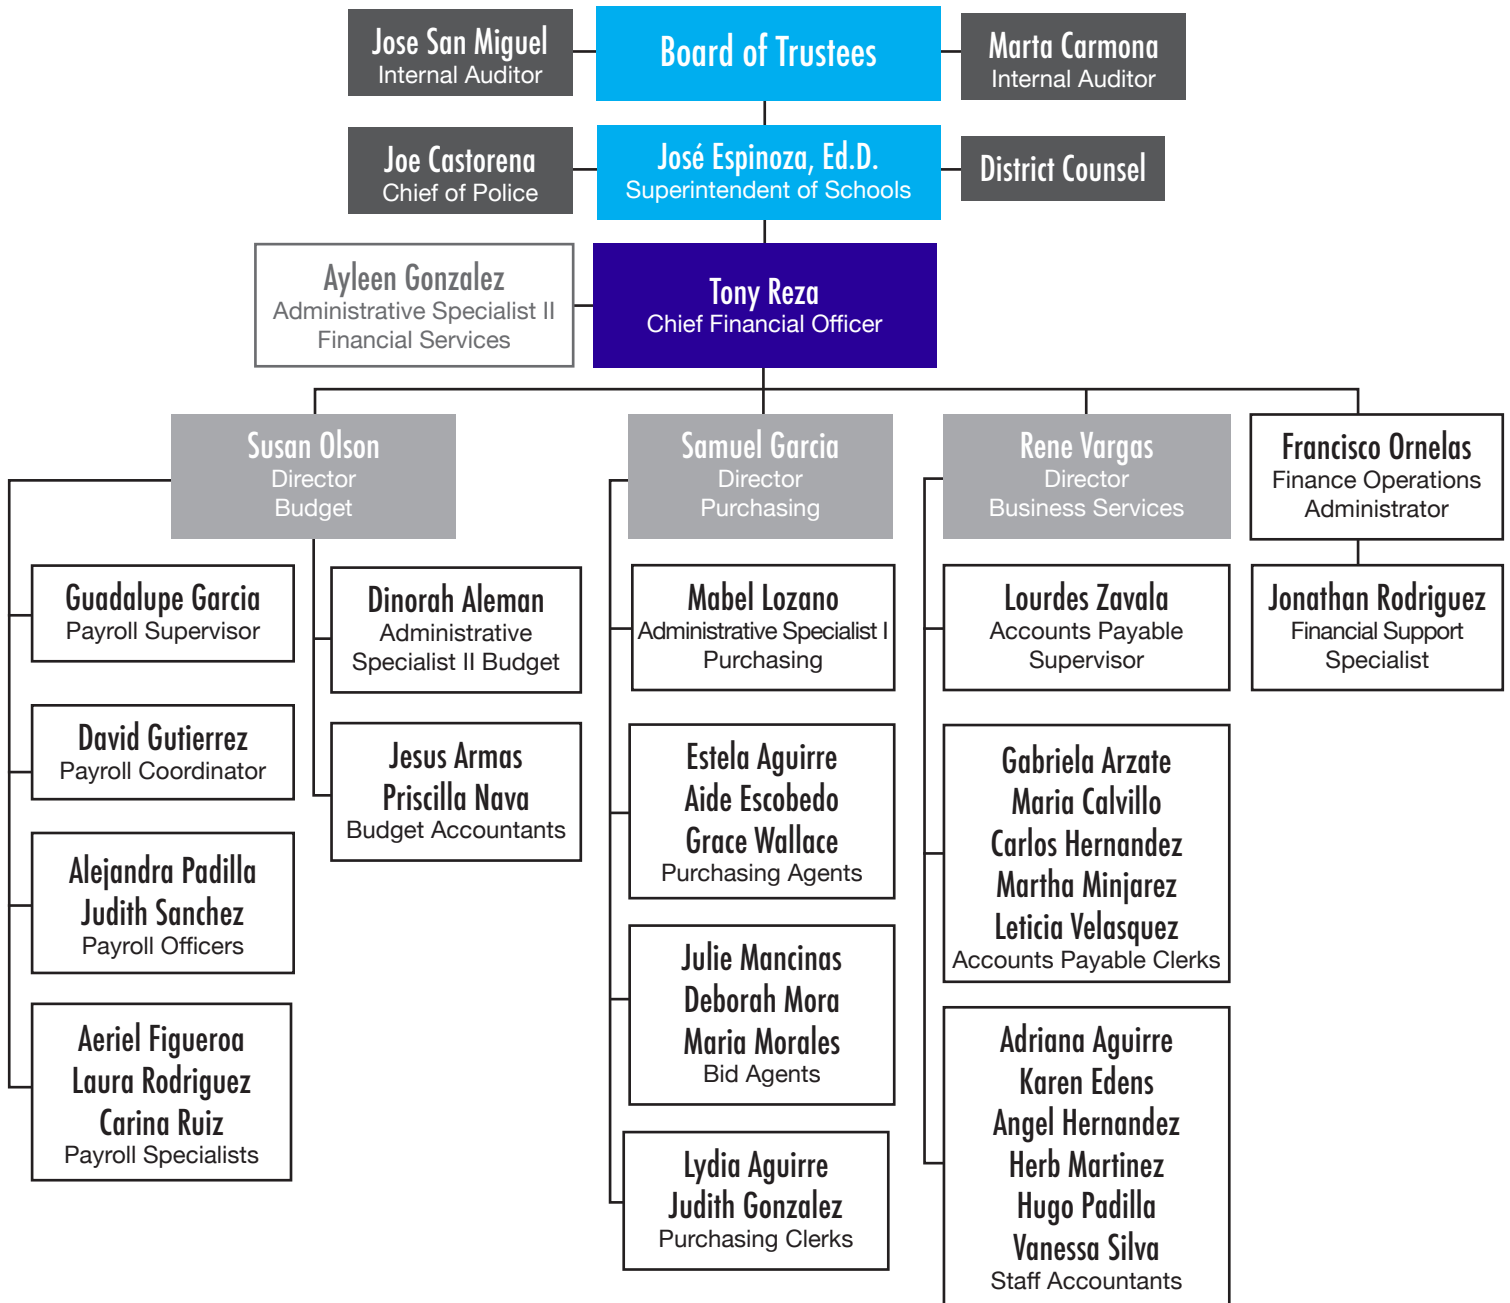 Jose San Miguel
Internal Auditor
Board of Trustees
Marta Carmona
Internal Auditor
Joe Castorena
Chief of Police
José Espinoza, Ed.D.
Superintendent of Schools
District Counsel
Ayleen Gonzalez
Administrative Specialist II
Financial Services
Tony Reza
Chief Financial Officer
Susan Olson
Director
Budget
Samuel Garcia
Director
Purchasing
Rene Vargas
Director
Business Services
Francisco Ornelas
Finance Operations
Administrator
Guadalupe Garcia
Payroll Supervisor
David Gutierrez
Payroll Coordinator
Alejandra Padilla
Judith Sanchez
Payroll Officers
Aeriel Figueroa
Laura Rodriguez
Carina Ruiz
Payroll Specialists
Dinorah Aleman
Administrative
Specialist II Budget
Jesus Armas
Priscilla Nava
Budget Accountants
Mabel Lozano
Administrative Specialist I
Purchasing
Estela Aguirre
Aide Escobedo
Grace Wallace
Purchasing Agents
Julie Mancinas
Deborah Mora
Maria Morales
Bid Agents
Lydia Aguirre
Judith Gonzalez
Purchasing Clerks
Lourdes Zavala
Accounts Payable
Supervisor
Gabriela Arzate
Maria Calvillo
Carlos Hernandez
Martha Minjarez
Leticia Velasquez
Accounts Payable Clerks
Adriana Aguirre
Karen Edens
Angel Hernandez
Herb Martinez
Hugo Padilla
Vanessa Silva
Staff Accountants
Jonathan Rodriguez
Financial Support
Specialist